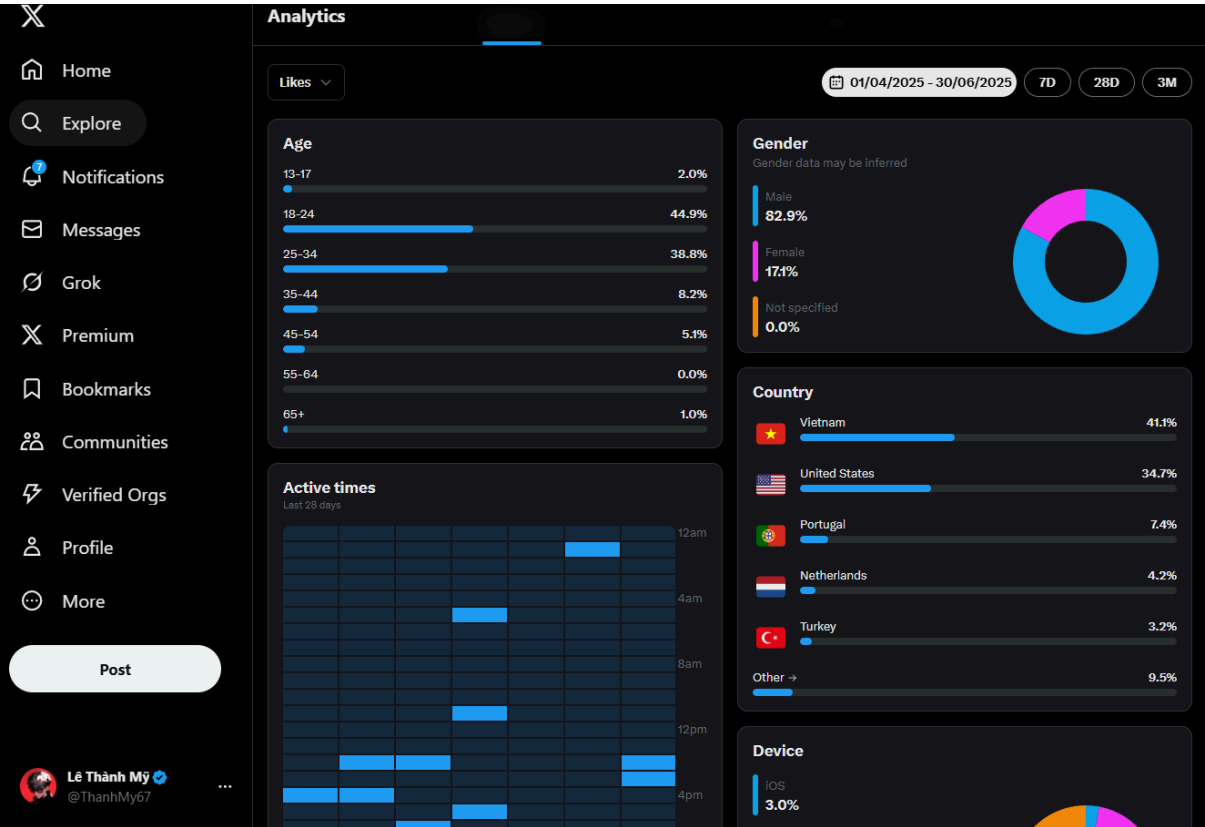 Analytics
Home
Explore
7
Notifications
Messages
Grok
Premium
Bookmarks
Communities
Verified Orgs
Profile
More
Post
Lê Thành Mỹ
@ThanhMy67
Likes
01/04/2025 - 30/06/2025
7D
28D
3M
Age
13-17 2.0%
18-24 44.9%
25-34 38.8%
35-44 8.2%
45-54 5.1%
55-64 0.0%
65+ 1.0%
Active times
Last 28 days
12am
4am
8am
12pm
4pm
Gender
Gender data may be inferred
Male
82.9%
Female
17.1%
Not specified
0.0%
Country
Vietnam 41.1%
United States 34.7%
Portugal 7.4%
Netherlands 4.2%
Turkey 3.2%
Other → 9.5%
Device
iOS
3.0%